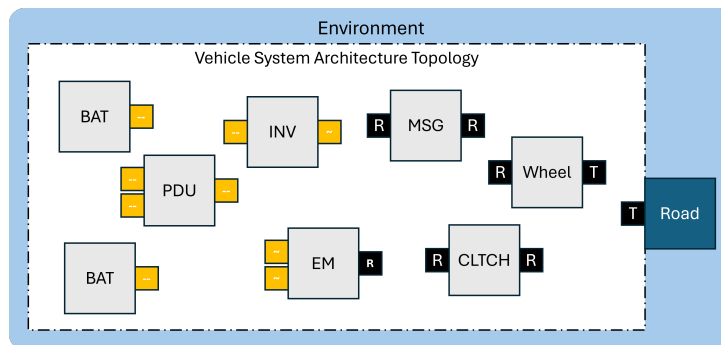 Environment
Vehicle System Architecture Topology
BAT --
-- INV ~
R MSG R
R Wheel T
--
-- PDU --
T Road
BAT --
~
~ EM R
R CLTCH R